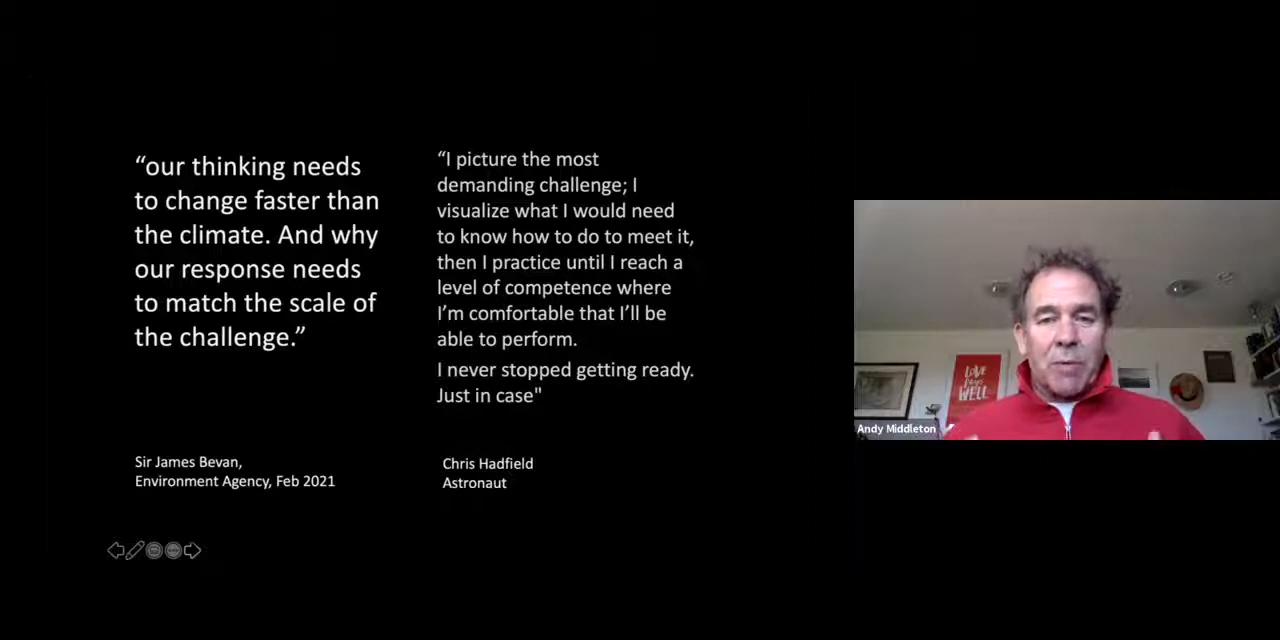 “our thinking needs
to change faster than
the climate. And why
our response needs
to match the scale of
the challenge.”
Sir James Bevan,
Environment Agency, Feb 2021
“I picture the most
demanding challenge; I
visualize what I would need
to know how to do to meet it,
then I practice until I reach a
level of competence where
I’m comfortable that I’ll be
able to perform.
I never stopped getting ready.
Just in case"
Chris Hadfield
Astronaut
LOVE
WELL
Andy Middleton